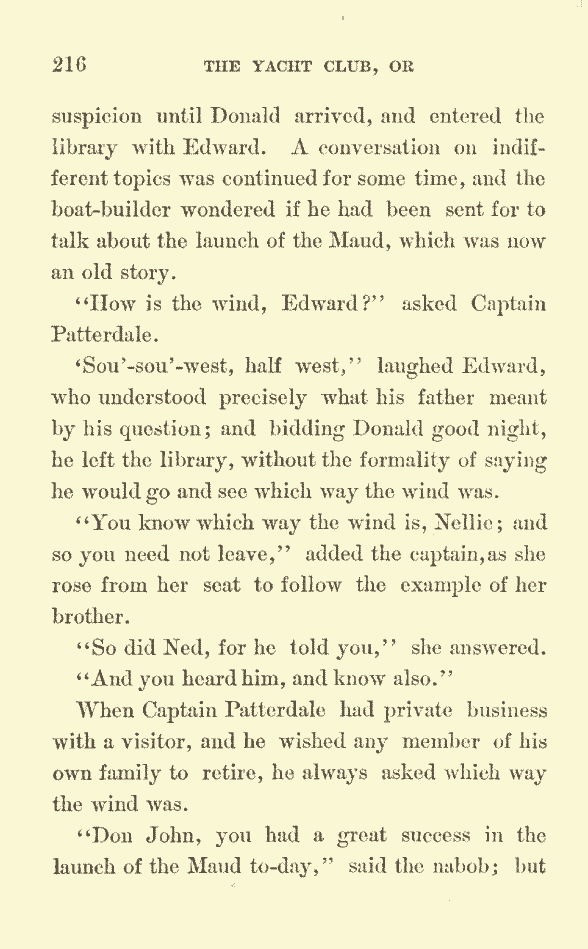 216 THE YACHT CLUB, OR
suspicion until Donald arrived, and entered the
library with Edward. A conversation on indif-
ferent topics was continued for some time, and the
boat-builder wondered if he had been sent for to
talk about the launch of the Maud, which was now
an old story.
"How is the wind, Edward?" asked Captain
Patterdale.
'Sou'-sou'-west, half west," laughed Edward,
who understood precisely what his father meant
by his question; and bidding Donald good night,
he left the library, without the formality of saying
he would go and see which way the wind was.
"You know which way the wind is, Nellie; and
so you need not leave," added the captain,as she
rose from her seat to follow the example of her
brother.
"So did Ned, for he told you," she answered.
"And you heard him, and know also."
When Captain Patterdale had private business
with a visitor, and he wished any member of his
own family to retire, he always asked which way
the wind was.
"Don John, you had a great success in the
launch of the Maud to-day," said the nabob; but